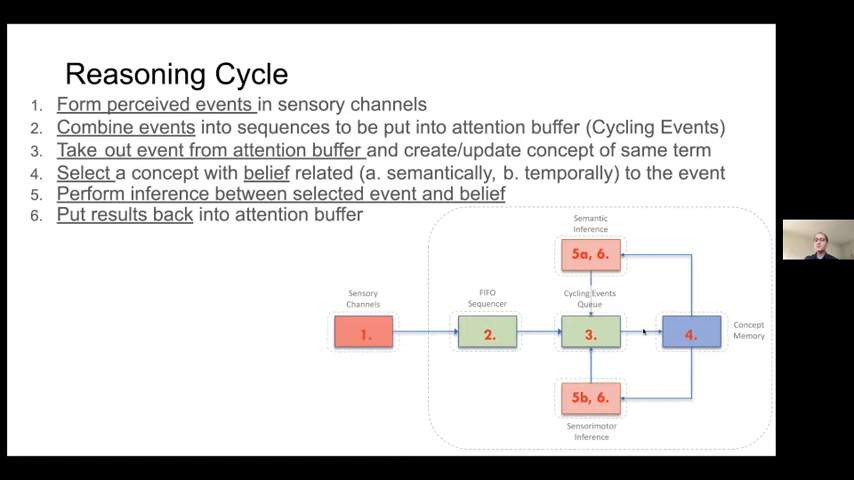 Reasoning Cycle
1. Form perceived events in sensory channels
2. Combine events into sequences to be put into attention buffer (Cycling Events)
3. Take out event from attention buffer and create/update concept of same term
4. Select a concept with belief related (a. semantically, b. temporally) to the event
5. Perform inference between selected event and belief
6. Put results back into attention buffer
Semantic
Inference
5a, 6.
Sensory
Channels
1.
FIFO
Sequencer
2.
Cycling Events
Queue
3.
4.
Concept
Memory
5b, 6.
Sensorimotor
Inference